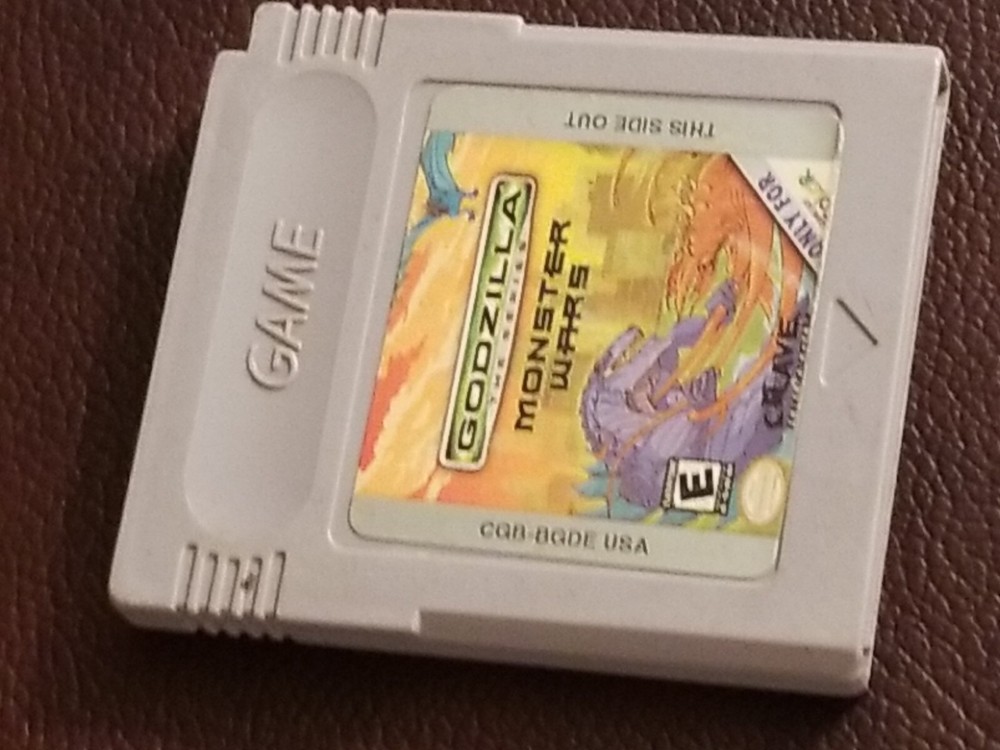 GAME
THIS SIDE OUT
ONLY FOR
GODZILLA
THE SERIES
MONSTER
WARS
CRAVE
E
CGB-BGDE USA